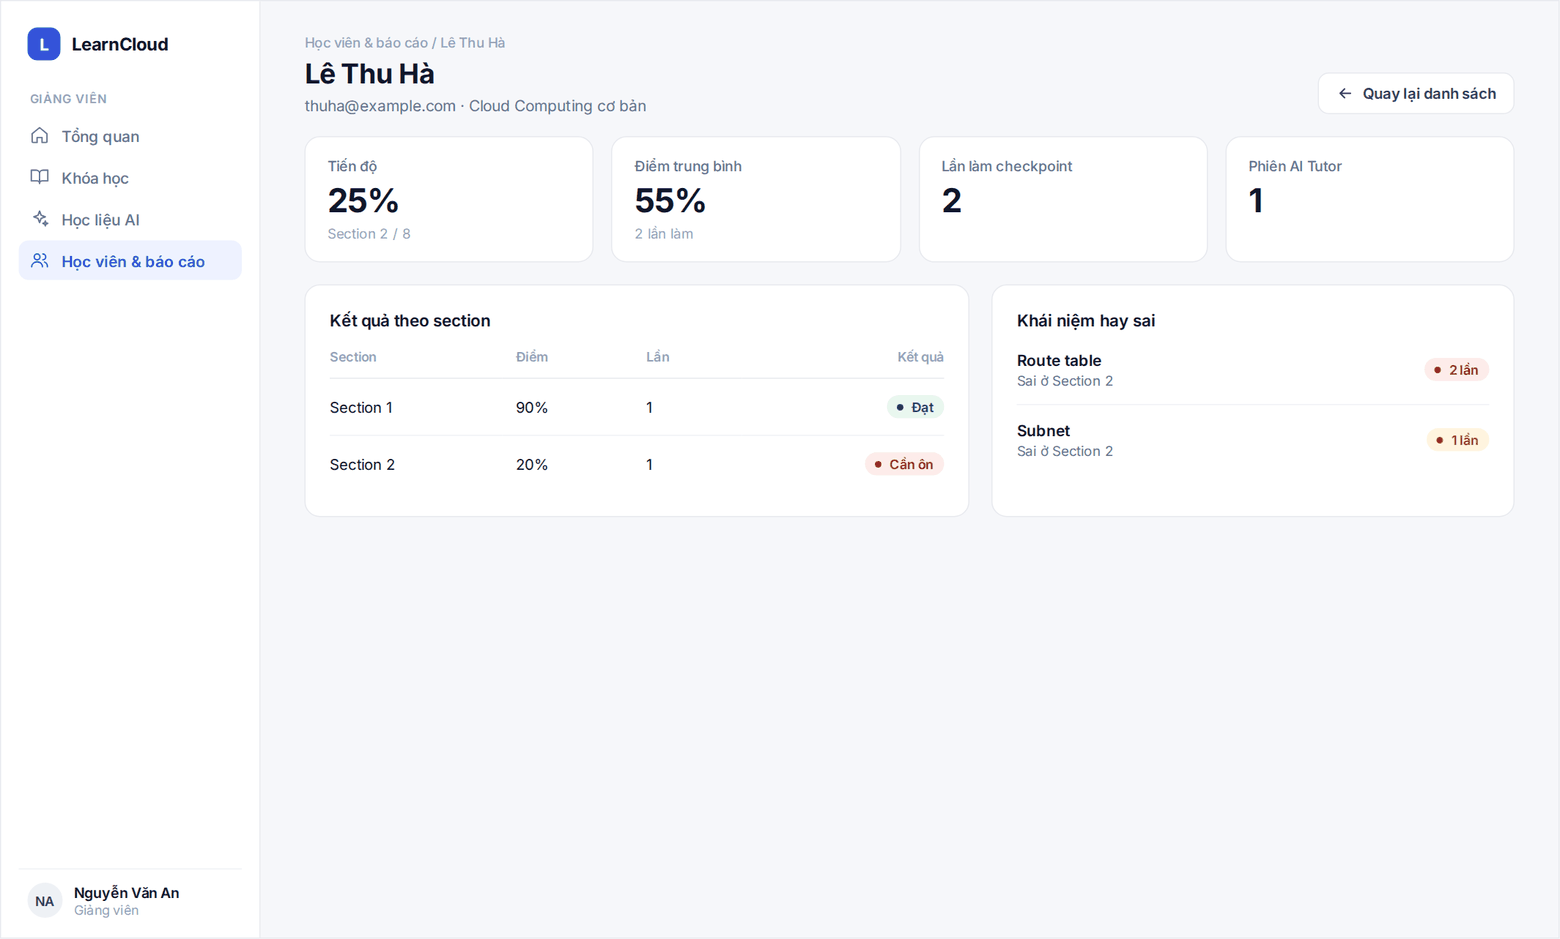 L LearnCloud
GIẢNG VIÊN
Tổng quan
Khóa học
Học liệu AI
Học viên & báo cáo
Học viên & báo cáo / Lê Thu Hà
Lê Thu Hà
thuha@example.com · Cloud Computing cơ bản
← Quay lại danh sách
Tiến độ
25%
Section 2 / 8
Điểm trung bình
55%
2 lần làm
Lần làm checkpoint
2
Phiên AI Tutor
1
Kết quả theo section
Section Điểm Lần Kết quả
Section 1 90% 1 Đạt
Section 2 20% 1 Cần ôn
Khái niệm hay sai
Route table
Sai ở Section 2
2 lần
Subnet
Sai ở Section 2
1 lần
NA
Nguyễn Văn An
Giảng viên